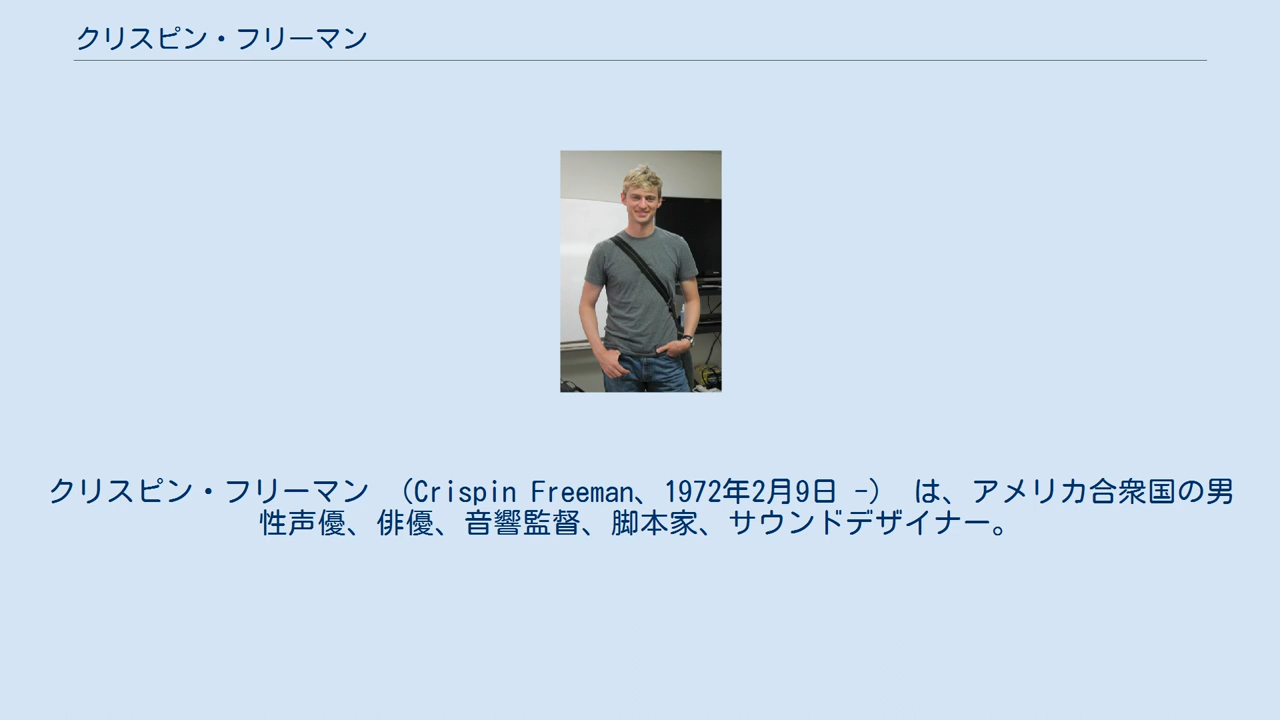 クリスピン・フリーマン
クリスピン・フリーマン （Crispin Freeman、1972年2月9日 -） は、アメリカ合衆国の男
性声優、俳優、音響監督、脚本家、サウンドデザイナー。